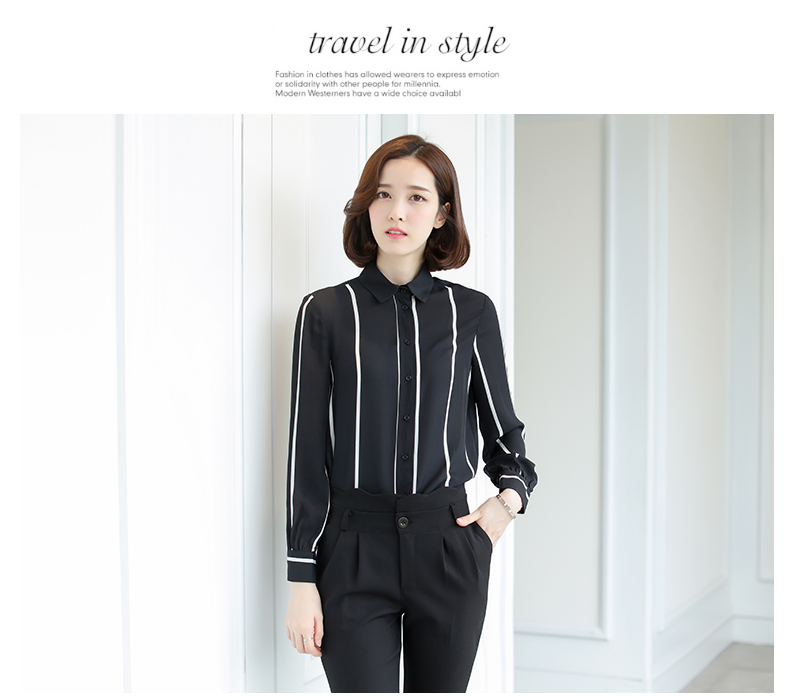 travel in style
Fashion in clothes has allowed wearers to express emotion
or solidarity with other people for millennia.
Modern Westerners have a wide choice availabl